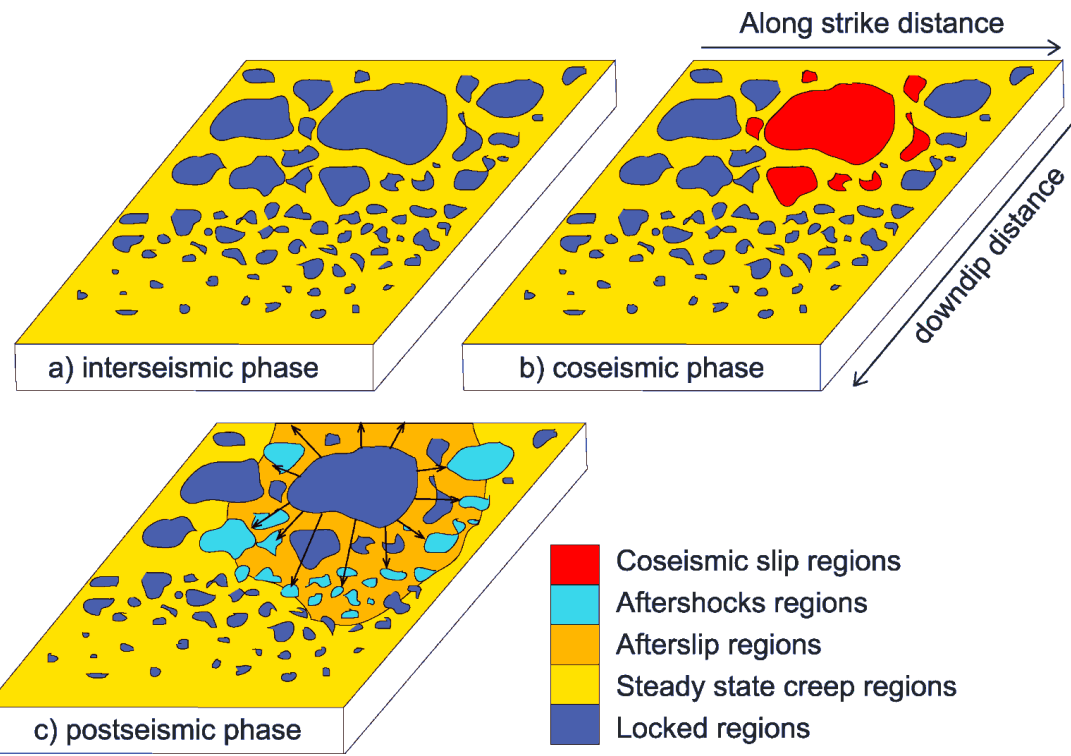 Along strike distance
downdip distance
a) interseismic phase
b) coseismic phase
c) postseismic phase
Coseismic slip regions
Aftershocks regions
Afterslip regions
Steady state creep regions
Locked regions